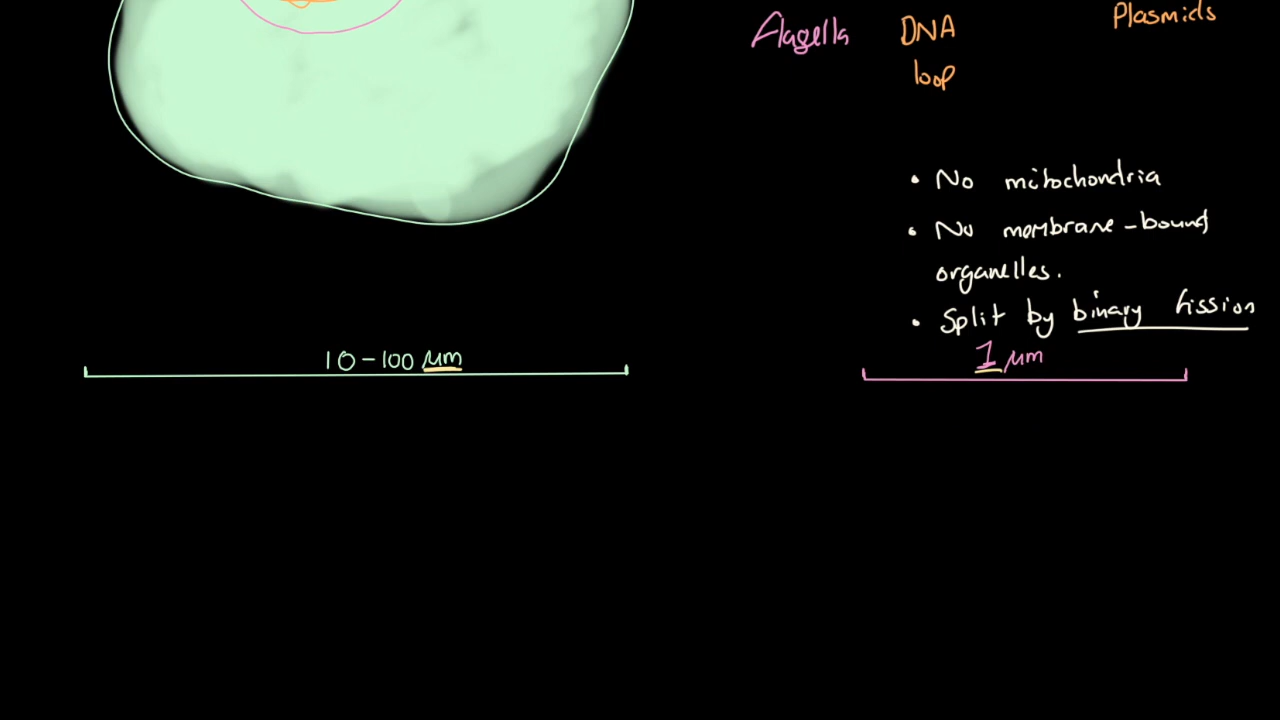 Flagella DNA loop
Plasmids
• No mitochondria
• No membrane-bound
organelles.
• Split by binary fission
10-100 µm
1 µm